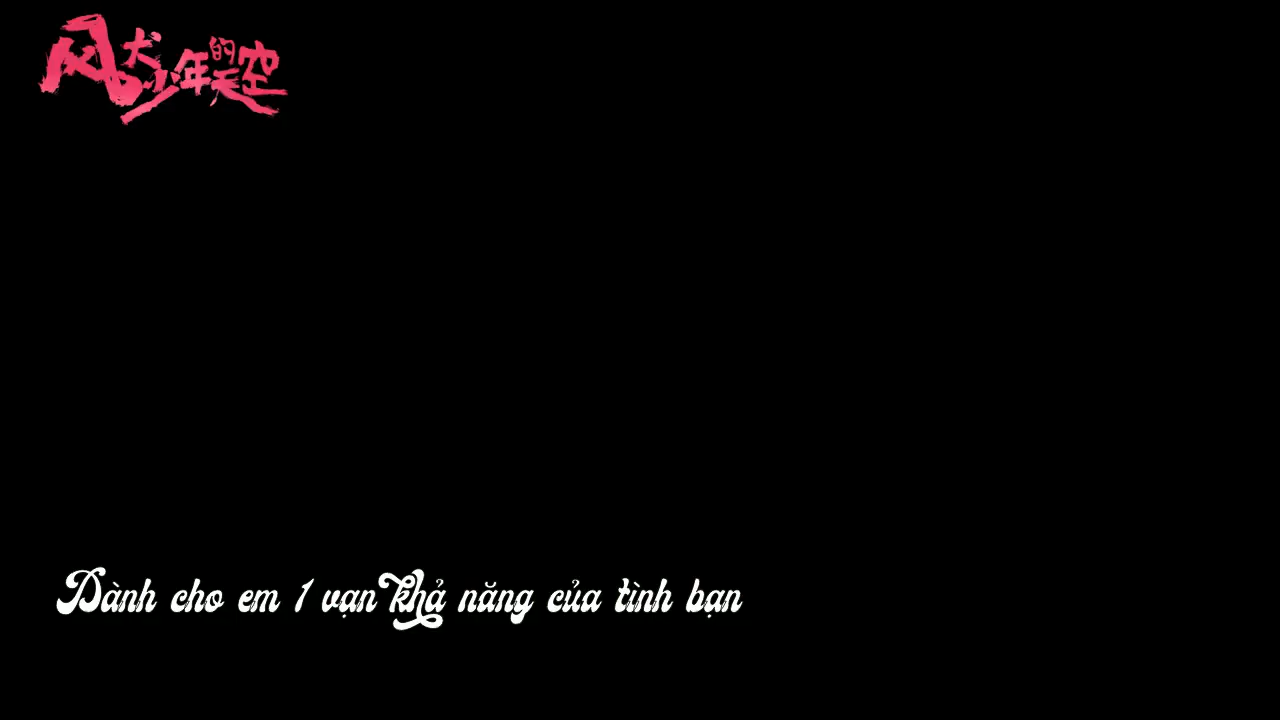 风犬少年的天空
Dành cho em 1 vạn khả năng của tình bạn